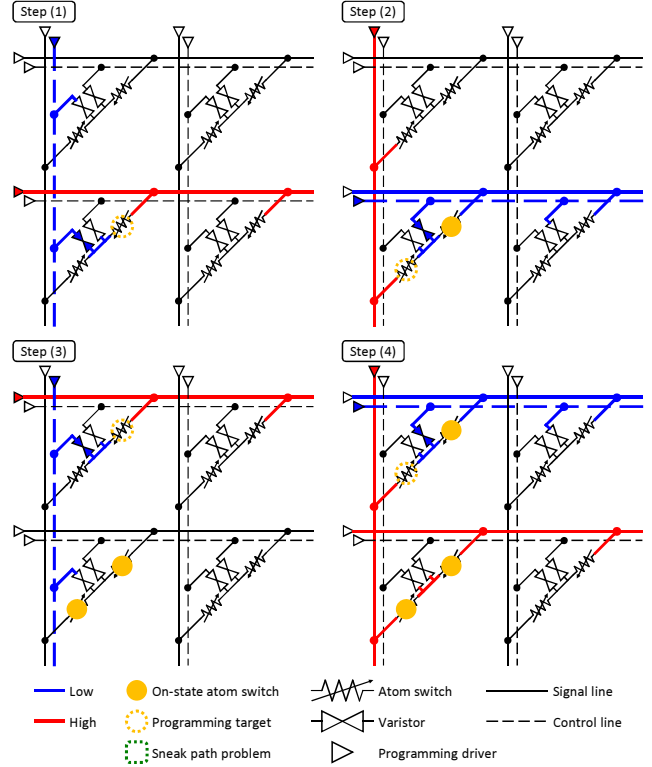 Step (1)
Step (2)
Step (3)
Step (4)
Low
On-state atom switch
Atom switch
Signal line
High
Programming target
Varistor
Control line
Sneak path problem
Programming driver